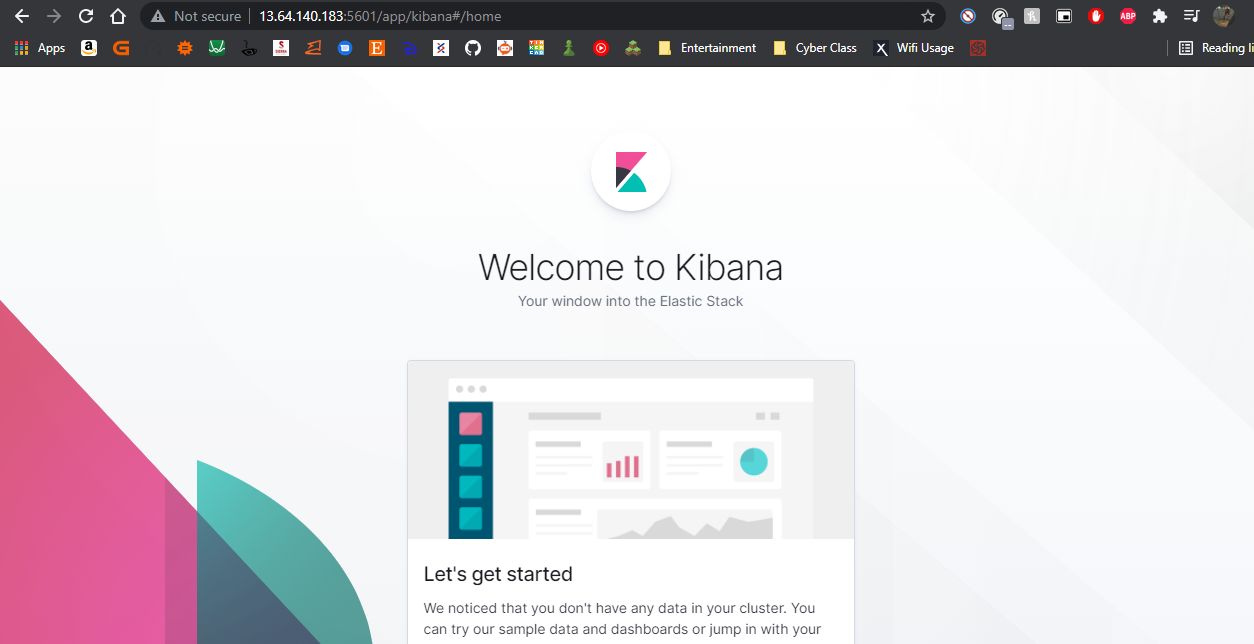 Not secure | 13.64.140.183:5601/app/kibana#/home
ABP
Apps
Entertainment
Cyber Class
X
Wifi Usage
Reading li
Welcome to Kibana
Your window into the Elastic Stack
Let's get started
We noticed that you don't have any data in your cluster. You
can try our sample data and dashboards or jump in with your